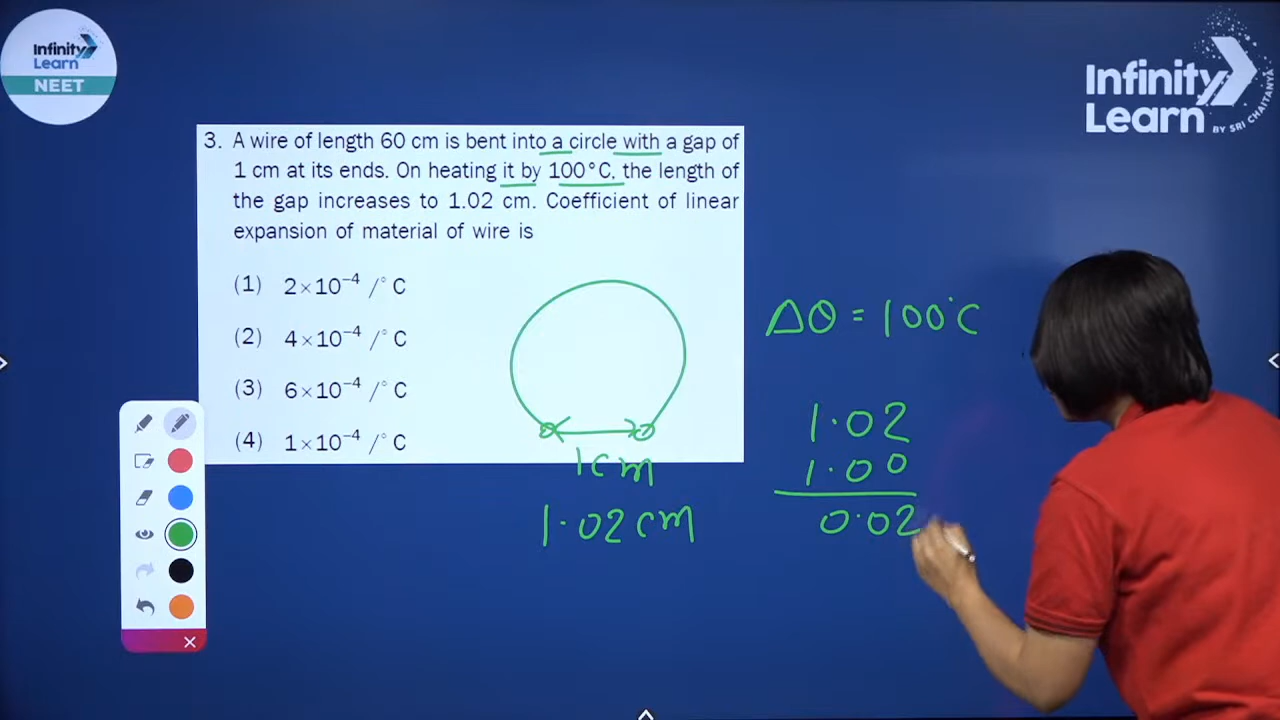 Infinity
Learn
NEET
Infinity
Learn
BY SRI CHAITANYA
3. A wire of length 60 cm is bent into a circle with a gap of
1 cm at its ends. On heating it by 100°C, the length of
the gap increases to 1.02 cm. Coefficient of linear
expansion of material of wire is
(1) 2×10⁻⁴ /°C
(2) 4×10⁻⁴ /°C
(3) 6×10⁻⁴ /°C
(4) 1×10⁻⁴ /°C
1cm
1.02cm
Δθ = 100°C
1.02
1.00
0.02